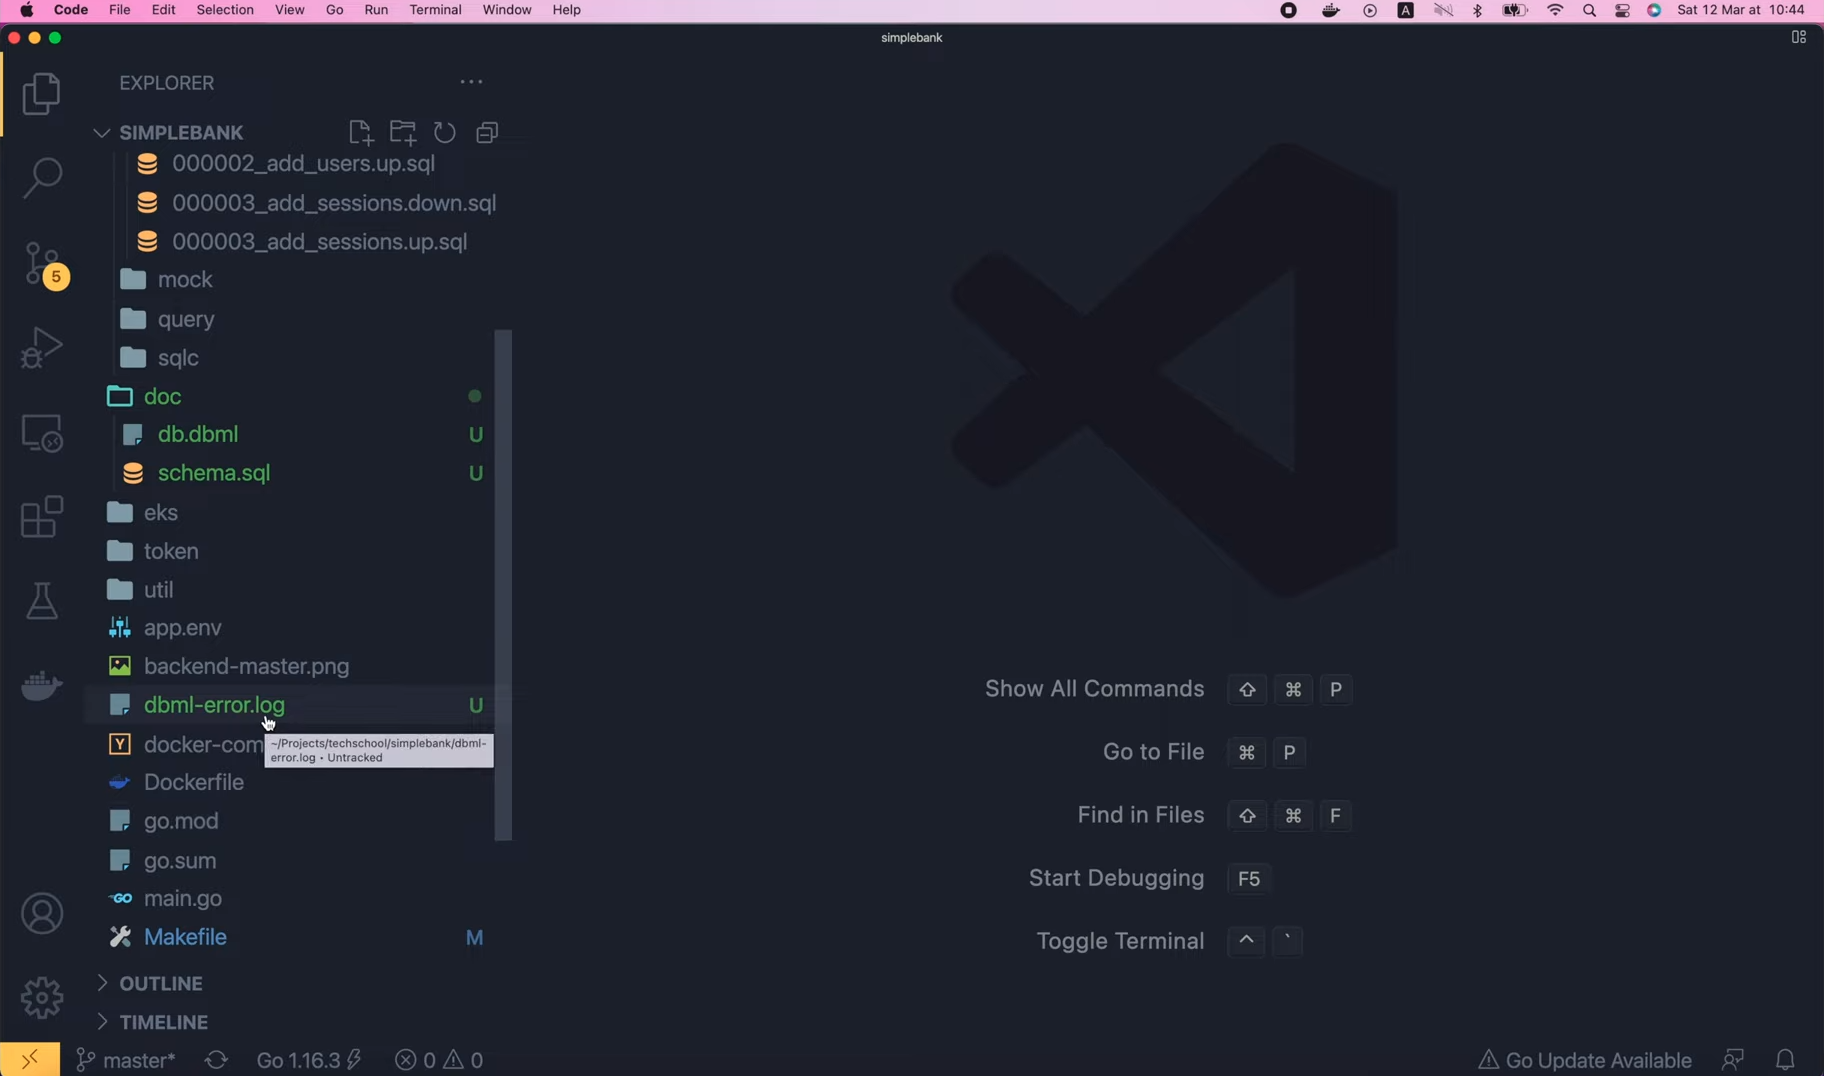 Code File Edit Selection View Go Run Terminal Window Help A Sat 12 Mar at 10:44
simplebank
EXPLORER
SIMPLEBANK
000002_add_users.up.sql
000003_add_sessions.down.sql
000003_add_sessions.up.sql
mock
query
sqlc
doc
db.dbml U
schema.sql U
eks
token
util
app.env
backend-master.png
dbml-error.log U
docker-com
~/Projects/techschool/simplebank/dbml-
error.log • Untracked
Dockerfile
go.mod
go.sum
GO main.go
Makefile M
OUTLINE
TIMELINE
5
Y
Show All Commands ⇧ ⌘ P
Go to File ⌘ P
Find in Files ⇧ ⌘ F
Start Debugging F5
Toggle Terminal ^ `
master* Go 1.16.3 0 0 Go Update Available